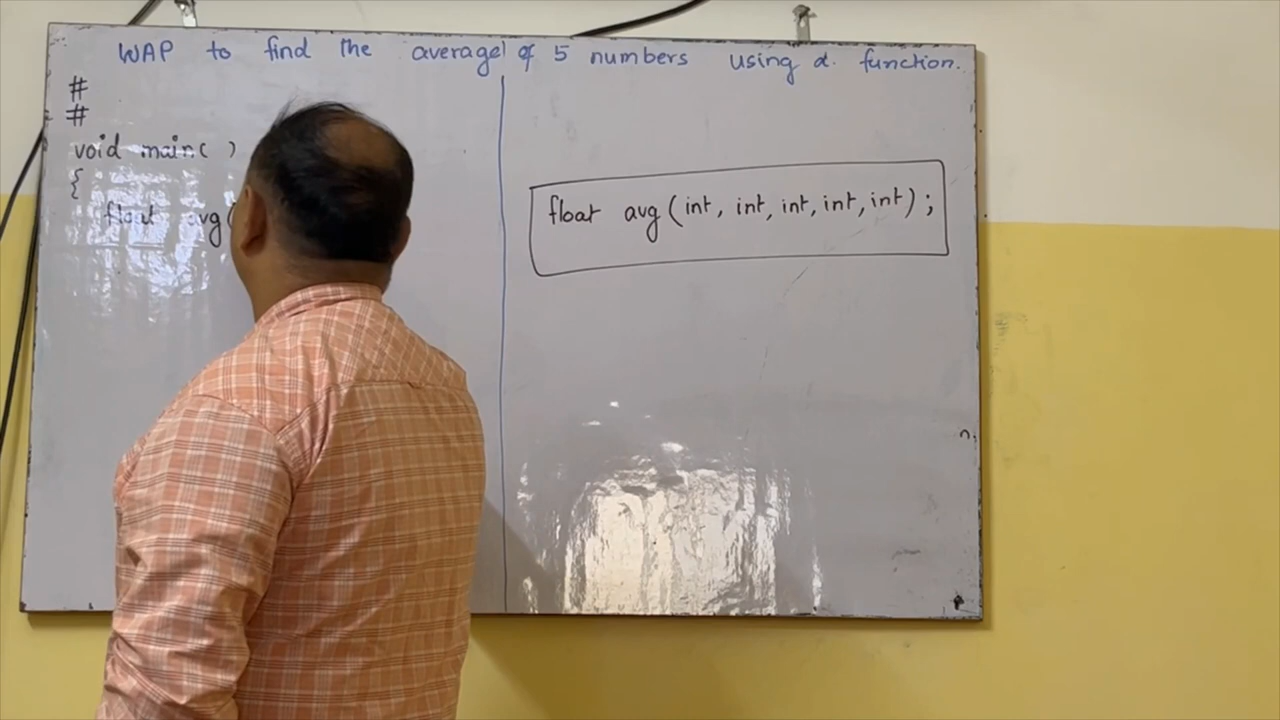 WAP to find the average of 5 numbers using a function.
#
#
void main( )
{
float avg(
float avg (int, int, int, int, int) ;
n.